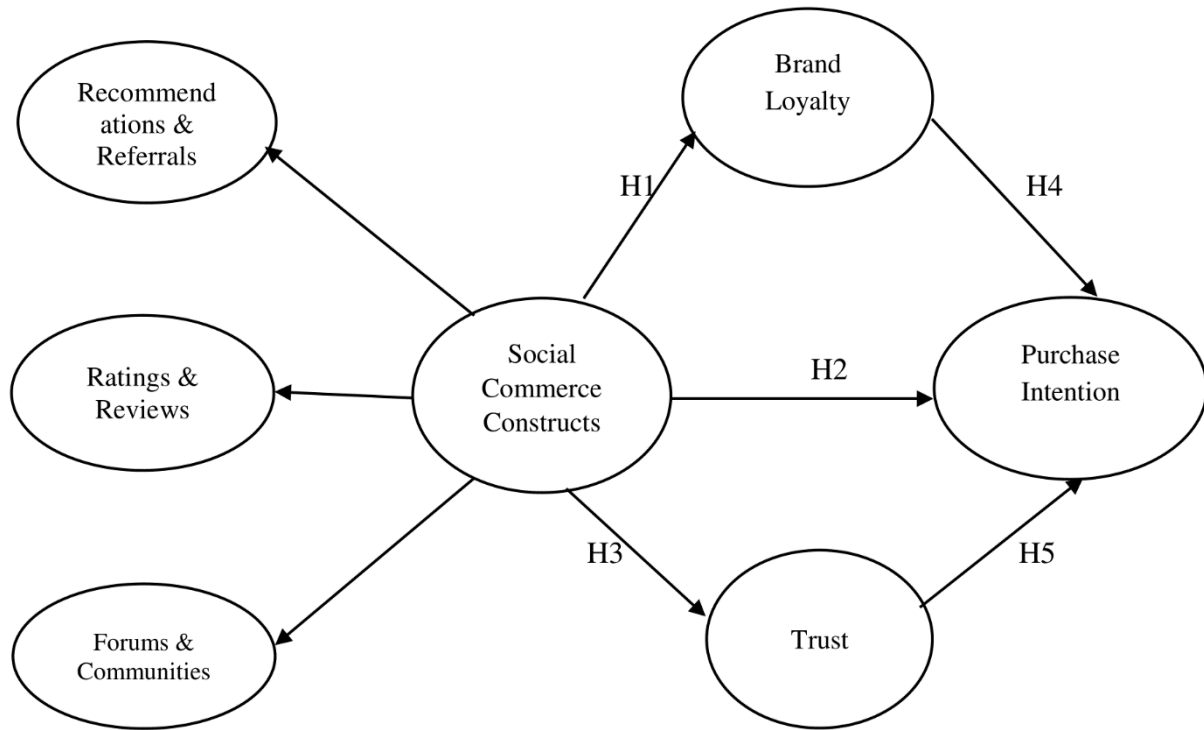 Recommend
ations &
Referrals
Brand
Loyalty
H1
H4
Ratings &
Reviews
Social
Commerce
Constructs
H2
Purchase
Intention
H3
H5
Forums &
Communities
Trust